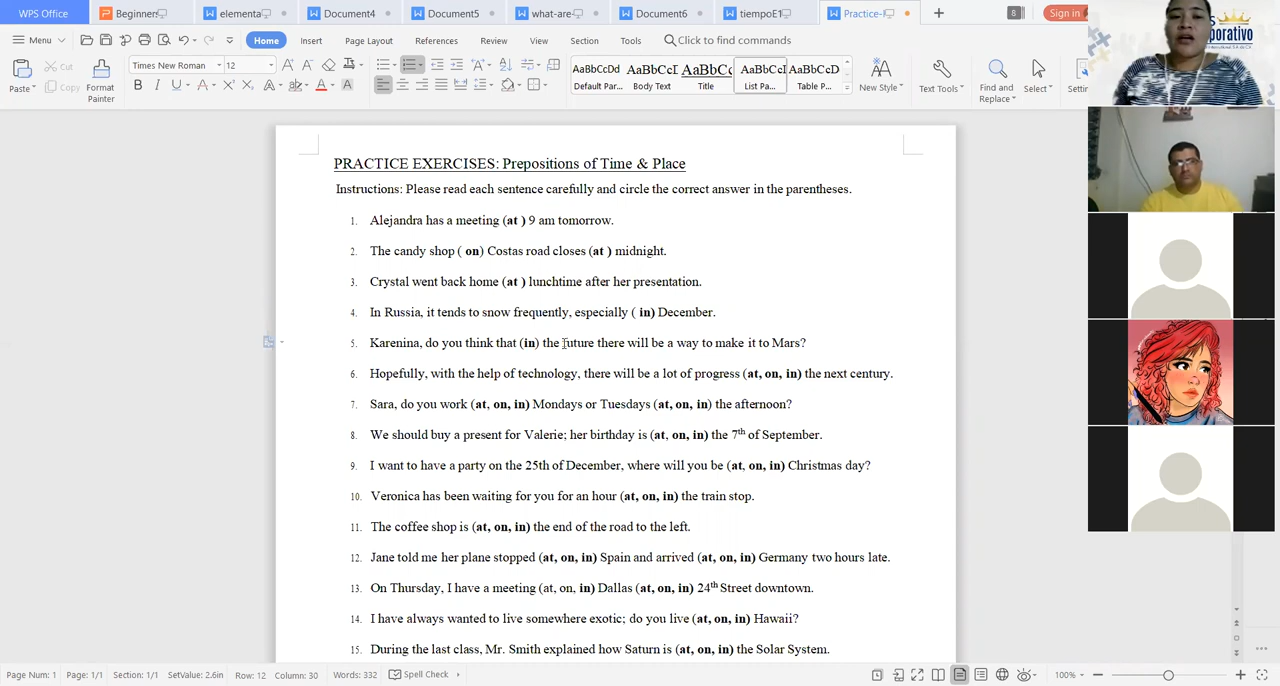 WPS Office
Beginner
elementa
Document4
Document5
what-are
Document6
tiempoE1
Practice-
8
Sign in
Menu
Home
Insert
Page Layout
References
Review
View
Section
Tools
Click to find commands
orporativo
Paste
Cut
Copy
Format Painter
Times New Roman
12
AaBbCcDd
Default Par...
AaBbCcI
Body Text
AaBbCc
Title
AaBbCcI
List Pa...
AaBbCcD
Table P...
New Style
Text Tools
Find and Replace
Select
PRACTICE EXERCISES: Prepositions of Time & Place
Instructions: Please read each sentence carefully and circle the correct answer in the parentheses.
1. Alejandra has a meeting (at ) 9 am tomorrow.
2. The candy shop ( on) Costas road closes (at ) midnight.
3. Crystal went back home (at ) lunchtime after her presentation.
4. In Russia, it tends to snow frequently, especially ( in) December.
5. Karenina, do you think that (in) the future there will be a way to make it to Mars?
6. Hopefully, with the help of technology, there will be a lot of progress (at, on, in) the next century.
7. Sara, do you work (at, on, in) Mondays or Tuesdays (at, on, in) the afternoon?
8. We should buy a present for Valerie; her birthday is (at, on, in) the 7th of September.
9. I want to have a party on the 25th of December, where will you be (at, on, in) Christmas day?
10. Veronica has been waiting for you for an hour (at, on, in) the train stop.
11. The coffee shop is (at, on, in) the end of the road to the left.
12. Jane told me her plane stopped (at, on, in) Spain and arrived (at, on, in) Germany two hours late.
13. On Thursday, I have a meeting (at, on, in) Dallas (at, on, in) 24th Street downtown.
14. I have always wanted to live somewhere exotic; do you live (at, on, in) Hawaii?
15. During the last class, Mr. Smith explained how Saturn is (at, on, in) the Solar System.
Page Num: 1
Page: 1/1
Section: 1/1
SetValue: 2.6in
Row: 12
Column: 30
Words: 332
Spell Check
100%